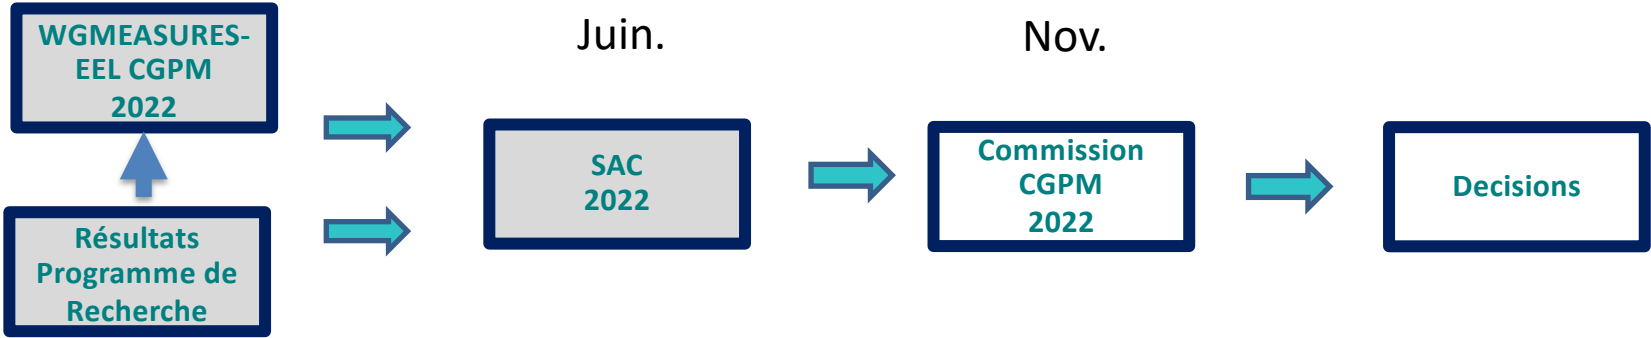 WGMEASURES-
EEL CGPM
2022
Résultats
Programme de
Recherche
Juin.
SAC
2022
Nov.
Commission
CGPM
2022
Decisions